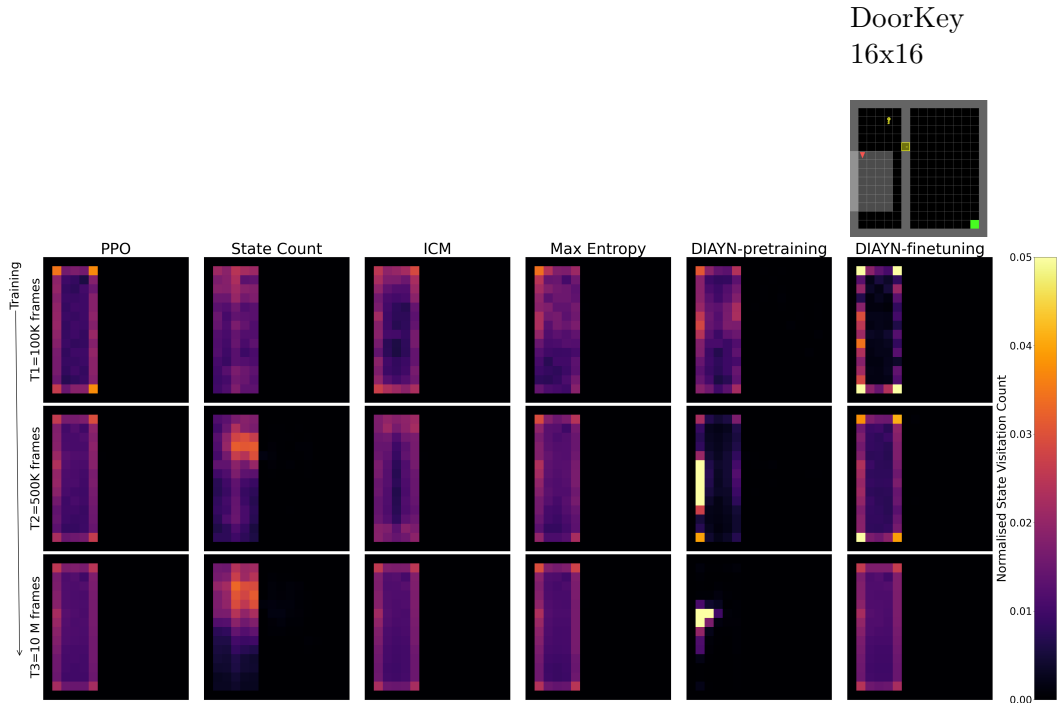 DoorKey
16x16
PPO
State Count
ICM
Max Entropy
DIAYN-pretraining
DIAYN-finetuning
Training
T1=100K frames
T2=500K frames
T3=10 M frames
0.05
0.04
0.03
0.02
0.01
0.00
Normalised State Visitation Count